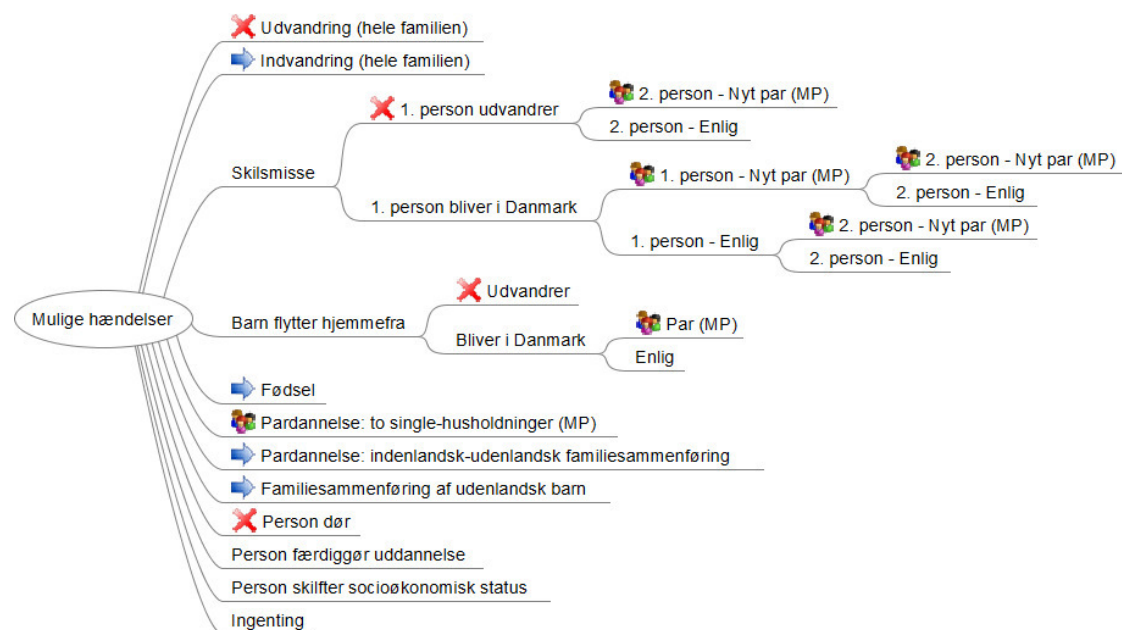 Udvandring (hele familien)
Indvandring (hele familien)
Skilsmisse
1. person udvandrer
2. person - Nyt par (MP)
2. person - Enlig
1. person bliver i Danmark
1. person - Nyt par (MP)
2. person - Nyt par (MP)
2. person - Enlig
1. person - Enlig
2. person - Nyt par (MP)
2. person - Enlig
Mulige hændelser
Barn flytter hjemmefra
Udvandrer
Bliver i Danmark
Par (MP)
Enlig
Fødsel
Pardannelse: to single-husholdninger (MP)
Pardannelse: indenlandsk-udenlandsk familiesammenføring
Familiesammenføring af udenlandsk barn
Person dør
Person færdiggør uddannelse
Person skilfter socioøkonomisk status
Ingenting